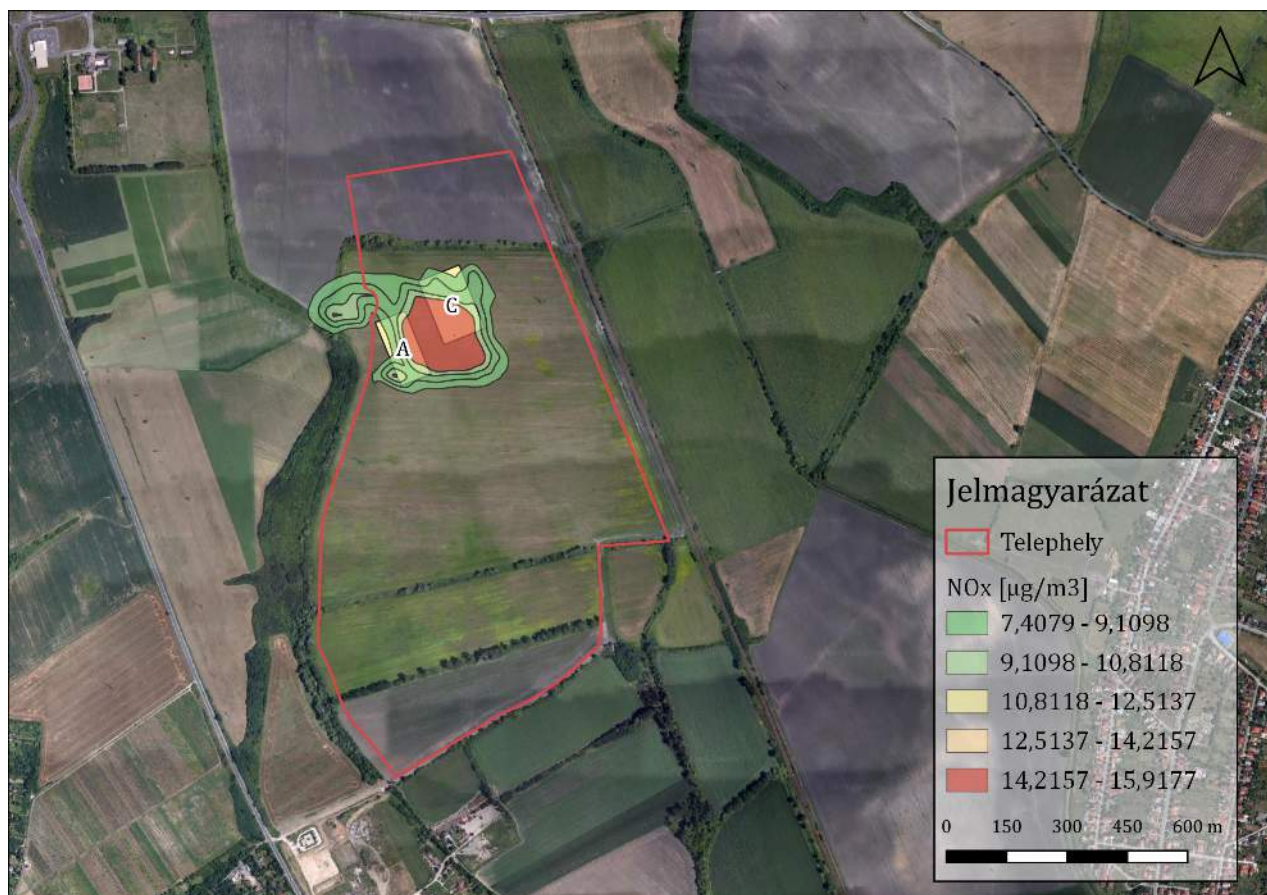 C
A
Jelmagyarázat
Telephely
NOx [µg/m3]
7,4079 - 9,1098
9,1098 - 10,8118
10,8118 - 12,5137
12,5137 - 14,2157
14,2157 - 15,9177
0 150 300 450 600 m